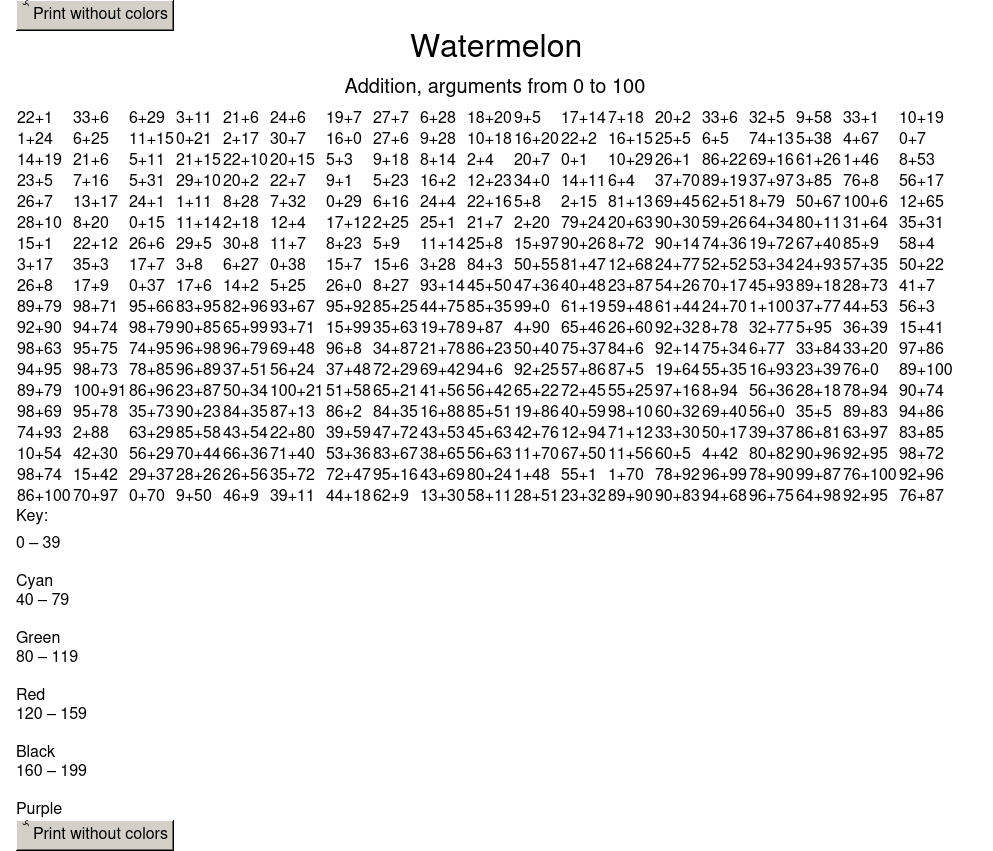 Print without colors
Watermelon
Addition, arguments from 0 to 100
22+1 33+6 6+29 3+11 21+6 24+6 19+7 27+7 6+28 18+20 9+5 17+14 7+18 20+2 33+6 32+5 9+58 33+1 10+19
1+24 6+25 11+15 0+21 2+17 30+7 16+0 27+6 9+28 10+18 16+20 22+2 16+15 25+5 6+5 74+13 5+38 4+67 0+7
14+19 21+6 5+11 21+15 22+10 20+15 5+3 9+18 8+14 2+4 20+7 0+1 10+29 26+1 86+22 69+16 61+26 1+46 8+53
23+5 7+16 5+31 29+10 20+2 22+7 9+1 5+23 16+2 12+23 34+0 14+11 6+4 37+70 89+19 37+97 3+85 76+8 56+17
26+7 13+17 24+1 1+11 8+28 7+32 0+29 6+16 24+4 22+16 5+8 2+15 81+13 69+45 62+51 8+79 50+67 100+6 12+65
28+10 8+20 0+15 11+14 2+18 12+4 17+12 2+25 25+1 21+7 2+20 79+24 20+63 90+30 59+26 64+34 80+11 31+64 35+31
15+1 22+12 26+6 29+5 30+8 11+7 8+23 5+9 11+14 25+8 15+97 90+26 8+72 90+14 74+36 19+72 67+40 85+9 58+4
3+17 35+3 17+7 3+8 6+27 0+38 15+7 15+6 3+28 84+3 50+55 81+47 12+68 24+77 52+52 53+34 24+93 57+35 50+22
26+8 17+9 0+37 17+6 14+2 5+25 26+0 8+27 93+14 45+50 47+36 40+48 23+87 54+26 70+17 45+93 89+18 28+73 41+7
89+79 98+71 95+66 83+95 82+96 93+67 95+92 85+25 44+75 85+35 99+0 61+19 59+48 61+44 24+70 1+100 37+77 44+53 56+3
92+90 94+74 98+79 90+85 65+99 93+71 15+99 35+63 19+78 9+87 4+90 65+46 26+60 92+32 8+78 32+77 5+95 36+39 15+41
98+63 95+75 74+95 96+98 96+79 69+48 96+8 34+87 21+78 86+23 50+40 75+37 84+6 92+14 75+34 6+77 33+84 33+20 97+86
94+95 98+73 78+85 96+89 37+51 56+24 37+48 72+29 69+42 94+6 92+25 57+86 87+5 19+64 55+35 16+93 23+39 76+0 89+100
89+79 100+91 86+96 23+87 50+34 100+21 51+58 65+21 41+56 56+42 65+22 72+45 55+25 97+16 8+94 56+36 28+18 78+94 90+74
98+69 95+78 35+73 90+23 84+35 87+13 86+2 84+35 16+88 85+51 19+86 40+59 98+10 60+32 69+40 56+0 35+5 89+83 94+86
74+93 2+88 63+29 85+58 43+54 22+80 39+59 47+72 43+53 45+63 42+76 12+94 71+12 33+30 50+17 39+37 86+81 63+97 83+85
10+54 42+30 56+29 70+44 66+36 71+40 53+36 83+67 38+65 56+63 11+70 67+50 11+56 60+5 4+42 80+82 90+96 92+95 98+72
98+74 15+42 29+37 28+26 26+56 35+72 72+47 95+16 43+69 80+24 1+48 55+1 1+70 78+92 96+99 78+90 99+87 76+100 92+96
86+100 70+97 0+70 9+50 46+9 39+11 44+18 62+9 13+30 58+11 28+51 23+32 89+90 90+83 94+68 96+75 64+98 92+95 76+87
Key:
0 – 39
Cyan
40 – 79
Green
80 – 119
Red
120 – 159
Black
160 – 199
Purple
Print without colors